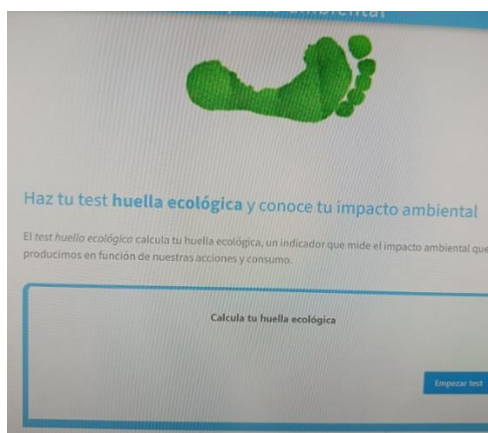 ambiental
Haz tu test huella ecológica y conoce tu impacto ambiental
El test huella ecológica calcula tu huella ecológica, un indicador que mide el impacto ambiental que
producimos en función de nuestras acciones y consumo.
Calcula tu huella ecológica
Empezar test